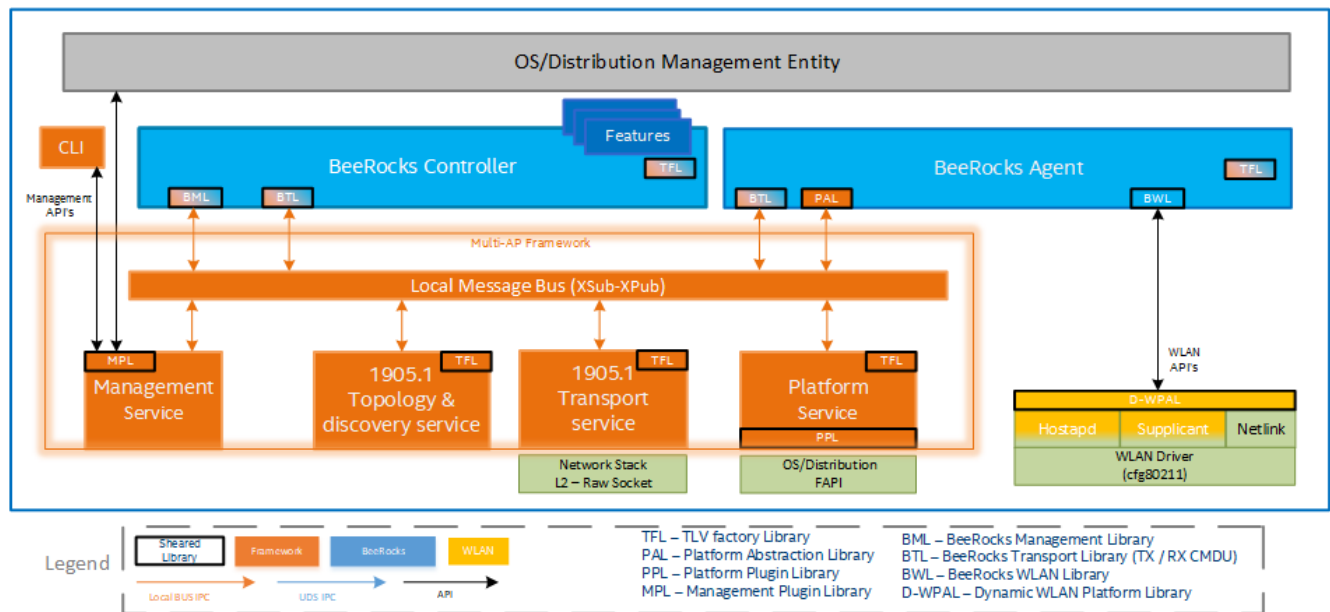 OS/Distribution Management Entity
CLI
Features
BeeRocks Controller
TFL
BML
BTL
BeeRocks Agent
TFL
BTL
PAL
BWL
Management
API's
Multi-AP Framework
Local Message Bus (XSub-XPub)
MPL
Management
Service
TFL
1905.1
Topology &
discovery service
TFL
1905.1
Transport
service
TFL
Platform
Service
PPL
Network Stack
L2 – Raw Socket
OS/Distribution
FAPI
WLAN
API's
D-WPAL
Hostapd
Supplicant
Netlink
WLAN Driver
(cfg80211)
Legend
Sheared
Library
Framework
BeeRocks
WLAN
Local BUS IPC
UDS IPC
API
TFL – TLV factory Library
PAL – Platform Abstraction Library
PPL – Platform Plugin Library
MPL – Management Plugin Library
BML – BeeRocks Management Library
BTL – BeeRocks Transport Library (TX / RX CMDU)
BWL – BeeRocks WLAN Library
D-WPAL – Dynamic WLAN Platform Library